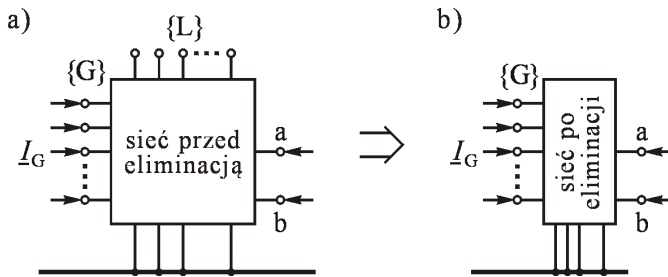 a)
{L}
{G}
I_G
sieć przed
eliminacją
a
b
b)
{G}
I_G
sieć po
eliminacji
a
b